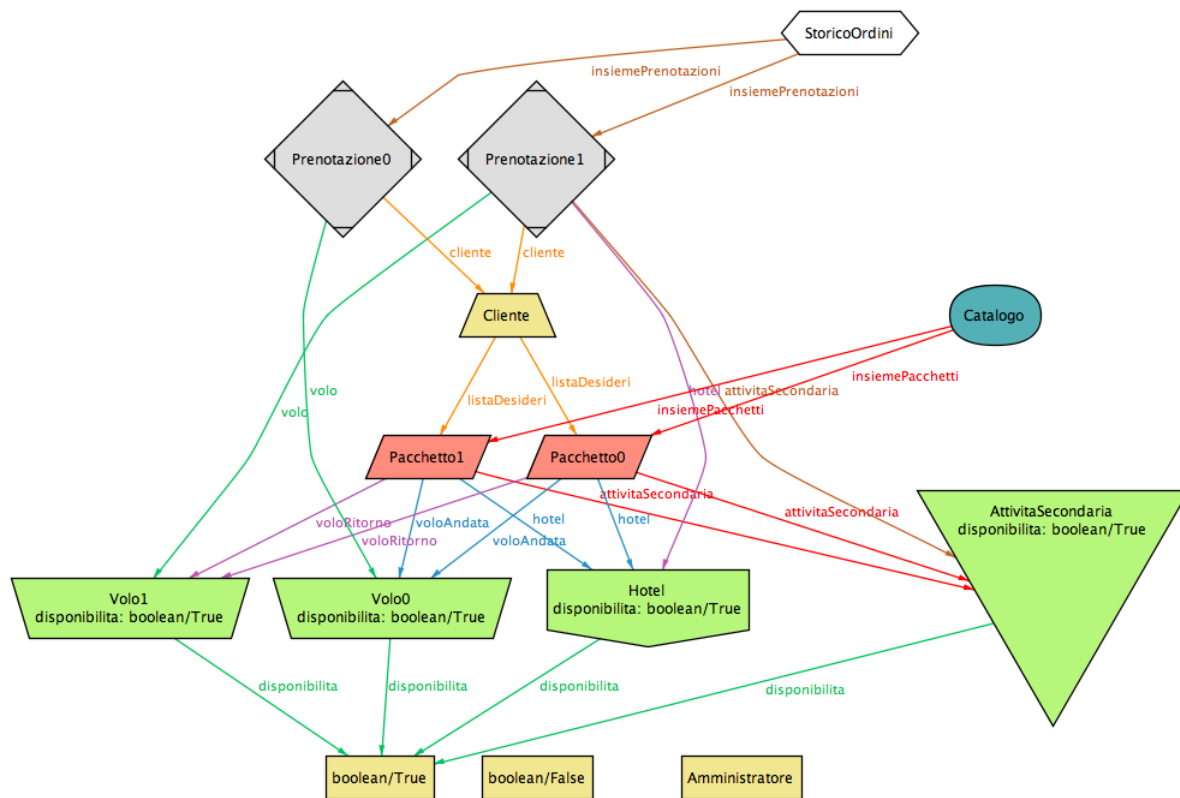 StoricoOrdini
insiemePrenotazioni
insiemePrenotazioni
Prenotazione0
Prenotazione1
cliente
cliente
Cliente
Catalogo
volo
volo
listaDesideri
listaDesideri
hotel
attivitaSecondaria
insiemePacchetti
insiemePacchetti
Pacchetto1
Pacchetto0
attivitaSecondaria
attivitaSecondaria
voloRitorno
voloAndata
hotel
hotel
voloRitorno
voloAndata
AttivitaSecondaria
disponibilita: boolean/True
Volo1
disponibilita: boolean/True
Volo0
disponibilita: boolean/True
Hotel
disponibilita: boolean/True
disponibilita
disponibilita
disponibilita
disponibilita
boolean/True
boolean/False
Amministratore